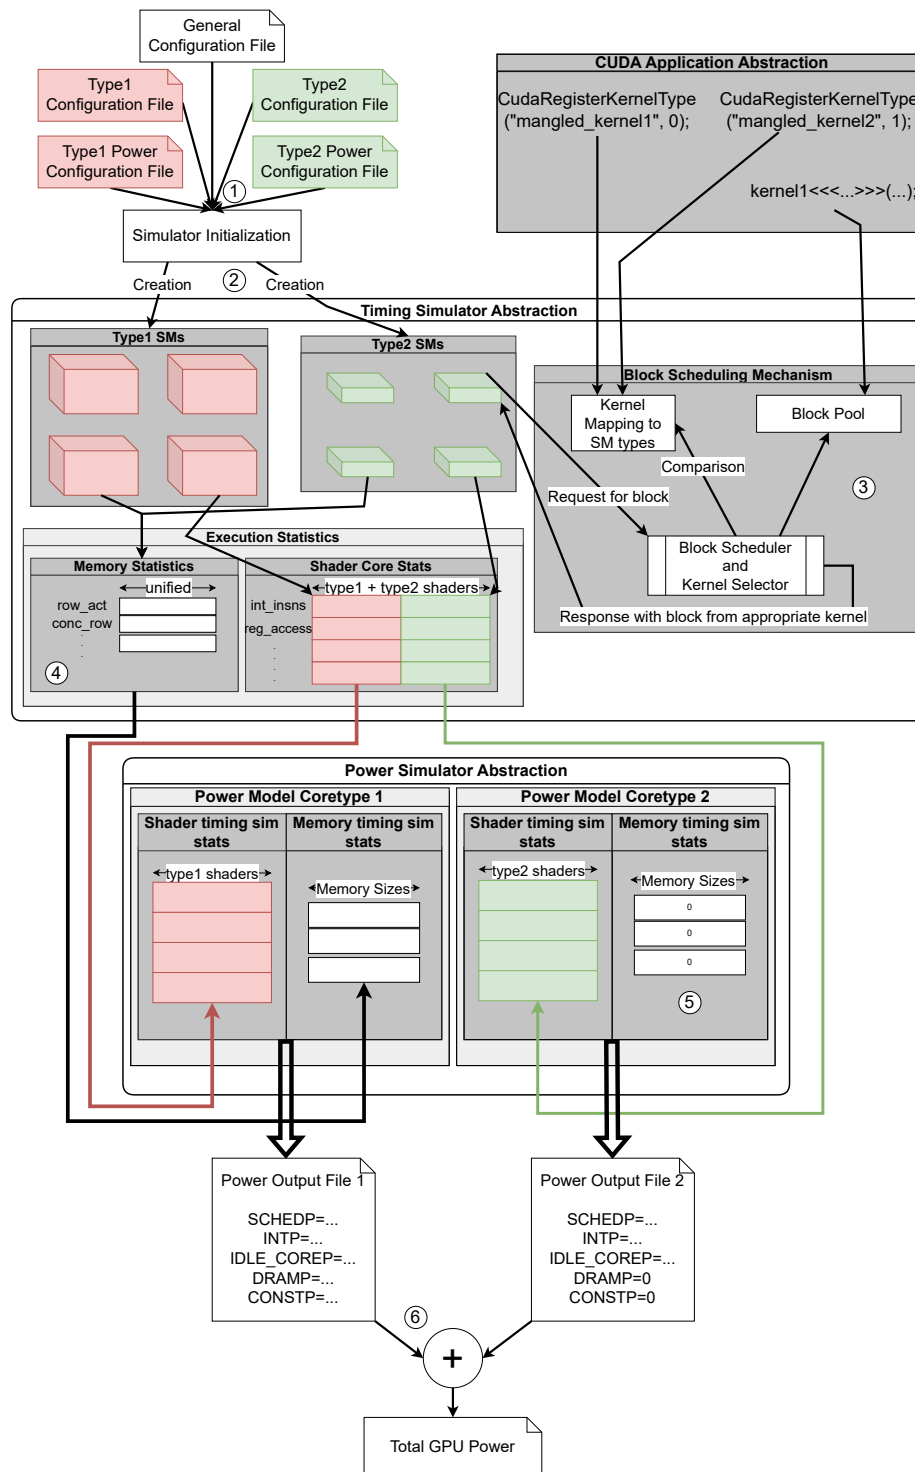 General
Configuration File
Type1
Configuration File
Type2
Configuration File
Type1 Power
Configuration File
Type2 Power
Configuration File
1
Simulator Initialization
2
Creation
Creation
CUDA Application Abstraction
CudaRegisterKernelType
("mangled_kernel1", 0);
CudaRegisterKernelType
("mangled_kernel2", 1);
kernel1<<<...>>>(...);
Timing Simulator Abstraction
Type1 SMs
Type2 SMs
Block Scheduling Mechanism
Kernel
Mapping to
SM types
Block Pool
Comparison
3
Request for block
Block Scheduler
and
Kernel Selector
Response with block from appropriate kernel
Execution Statistics
Memory Statistics
unified
row_act
conc_row
.
.
4
Shader Core Stats
type1 + type2 shaders
int_insns
reg_access
.
.
.
.
Power Simulator Abstraction
Power Model Coretype 1
Shader timing sim
stats
type1 shaders
Memory timing sim
stats
Memory Sizes
Power Model Coretype 2
Shader timing sim
stats
type2 shaders
Memory timing sim
stats
Memory Sizes
0
0
0
5
Power Output File 1
SCHEDP=...
INTP=...
IDLE_COREP=...
DRAMP=...
CONSTP=...
Power Output File 2
SCHEDP=...
INTP=...
IDLE_COREP=...
DRAMP=0
CONSTP=0
6
+
Total GPU Power